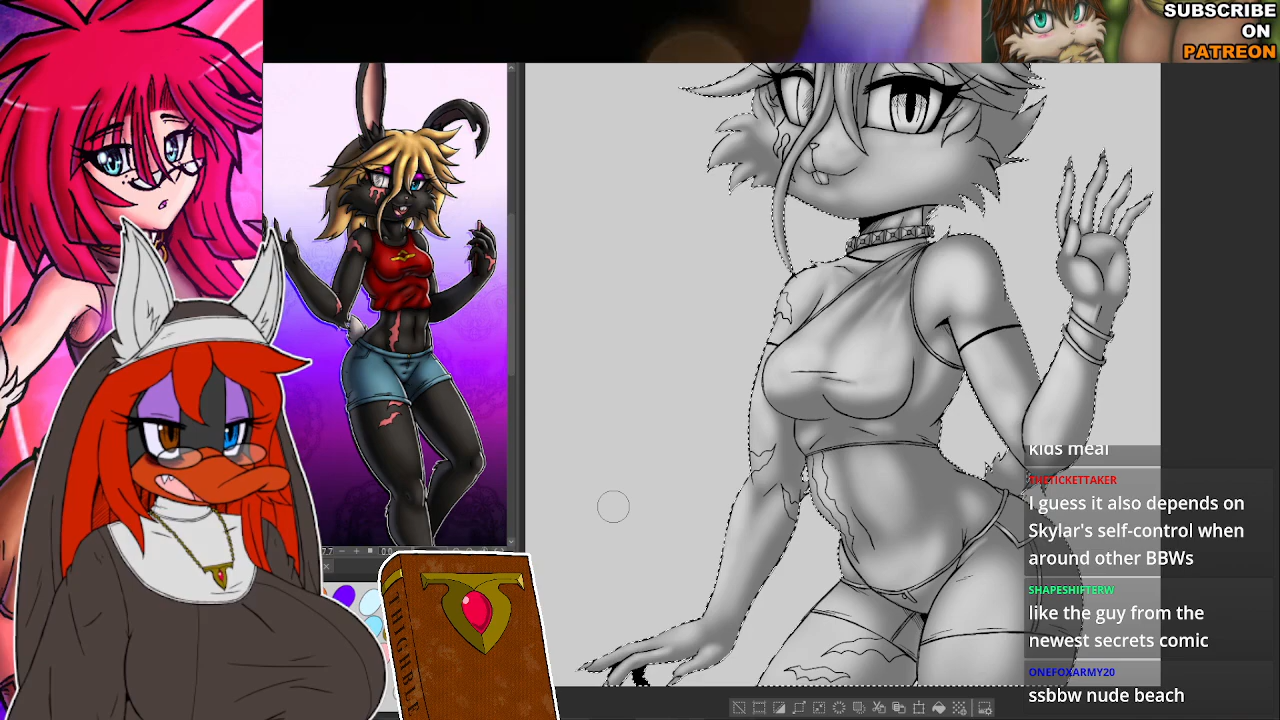 SUBSCRIBE
ON
PATREON
kids meal
THETICKETTAKER
I guess it also depends on
Skylar's self-control when
around other BBWs
SHAPESHIFTERW
like the guy from the
newest secrets comic
ONEFOXARMY20
ssbbw nude beach
THIGHBLE